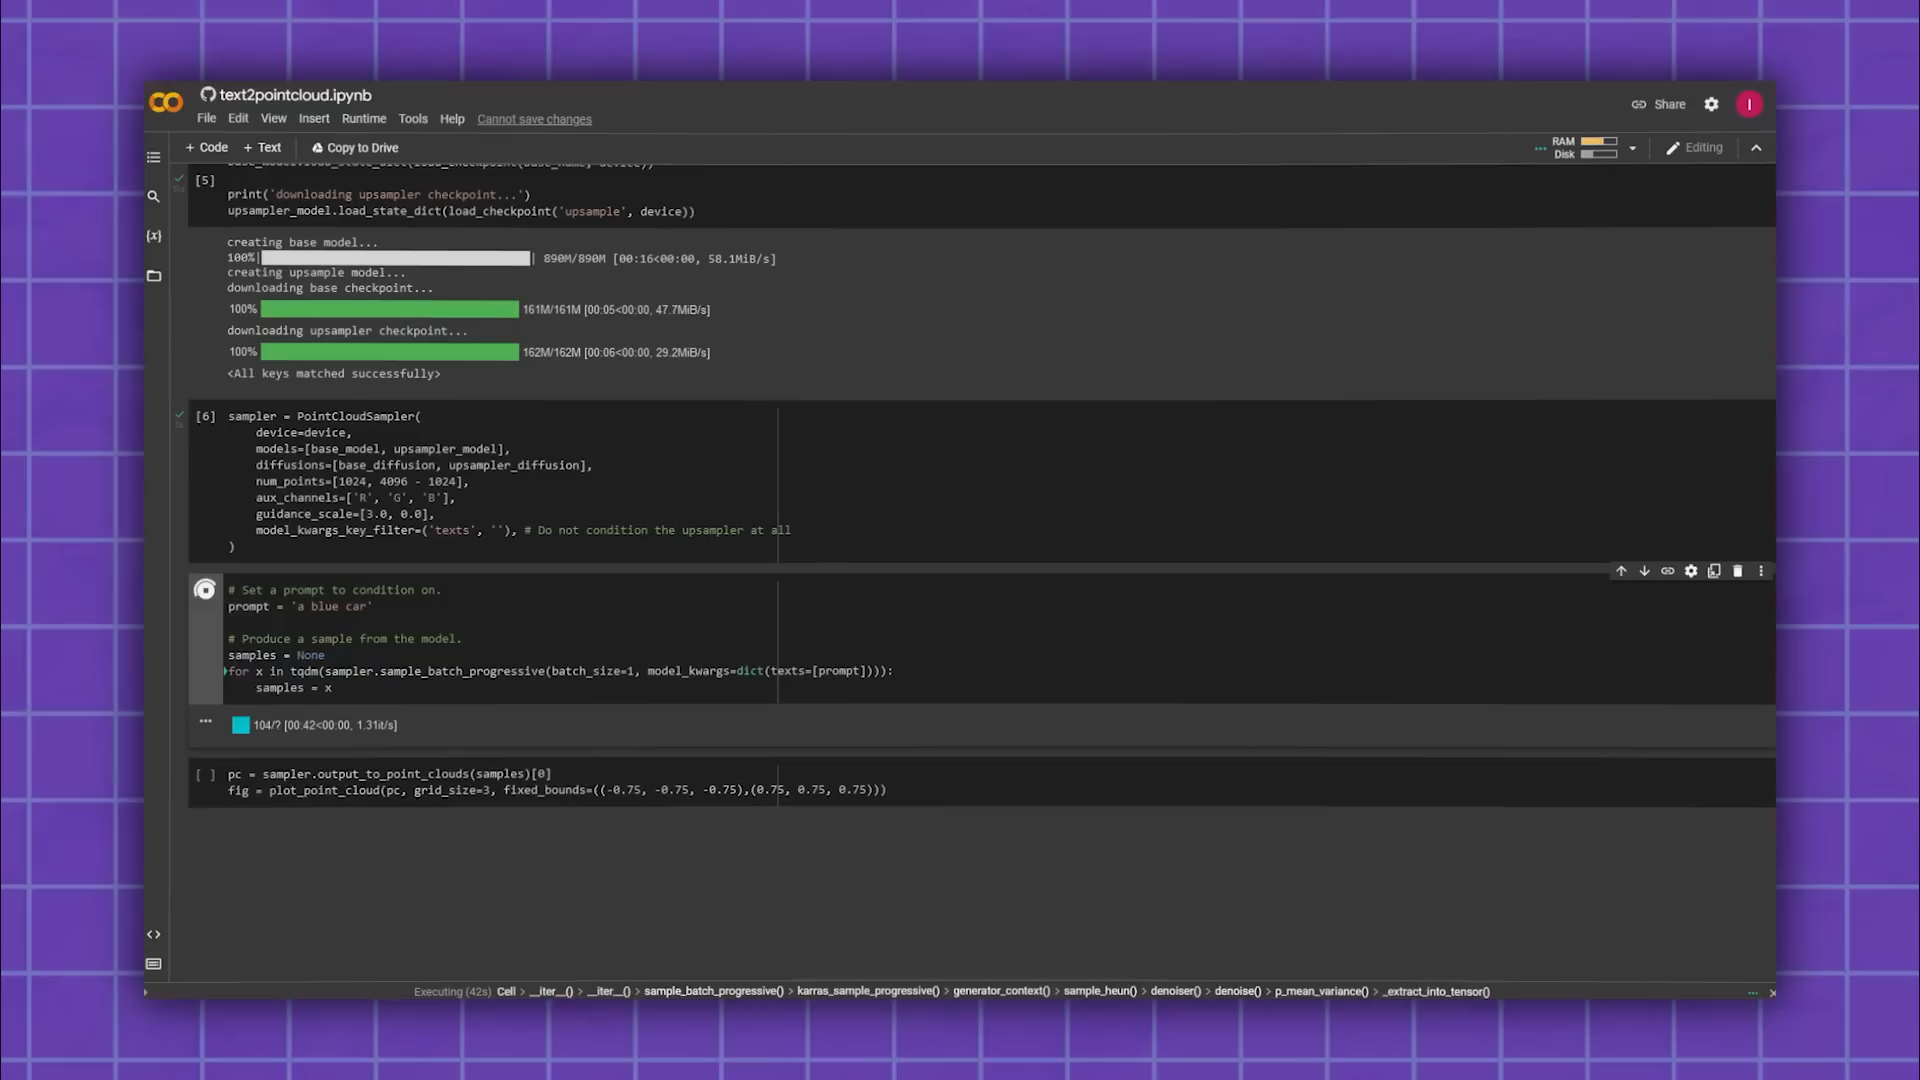 text2pointcloud.ipynb
Share
I
File Edit View Insert Runtime Tools Help Cannot save changes
+ Code + Text Copy to Drive
RAM
Disk
Editing
base_model.load_state_dict(load_checkpoint(base_name, device))
[5]
print('downloading upsampler checkpoint...')
upsampler_model.load_state_dict(load_checkpoint('upsample', device))
creating base model...
100%| | 890M/890M [00:16<00:00, 58.1MiB/s]
creating upsample model...
downloading base checkpoint...
100% 161M/161M [00:05<00:00, 47.7MiB/s]
downloading upsampler checkpoint...
100% 162M/162M [00:06<00:00, 29.2MiB/s]
<All keys matched successfully>
[6] sampler = PointCloudSampler(
device=device,
models=[base_model, upsampler_model],
diffusions=[base_diffusion, upsampler_diffusion],
num_points=[1024, 4096 - 1024],
aux_channels=['R', 'G', 'B'],
guidance_scale=[3.0, 0.0],
model_kwargs_key_filter=('texts', ''), # Do not condition the upsampler at all
)
# Set a prompt to condition on.
prompt = 'a blue car'
# Produce a sample from the model.
samples = None
for x in tqdm(sampler.sample_batch_progressive(batch_size=1, model_kwargs=dict(texts=[prompt]))):
samples = x
104/? [00:42<00:00, 1.31it/s]
[ ] pc = sampler.output_to_point_clouds(samples)[0]
fig = plot_point_cloud(pc, grid_size=3, fixed_bounds=((-0.75, -0.75, -0.75),(0.75, 0.75, 0.75)))
Executing (42s) Cell > __iter__() > __iter__() > sample_batch_progressive() > karras_sample_progressive() > generator_context() > sample_heun() > denoiser() > denoise() > p_mean_variance() > _extract_into_tensor()